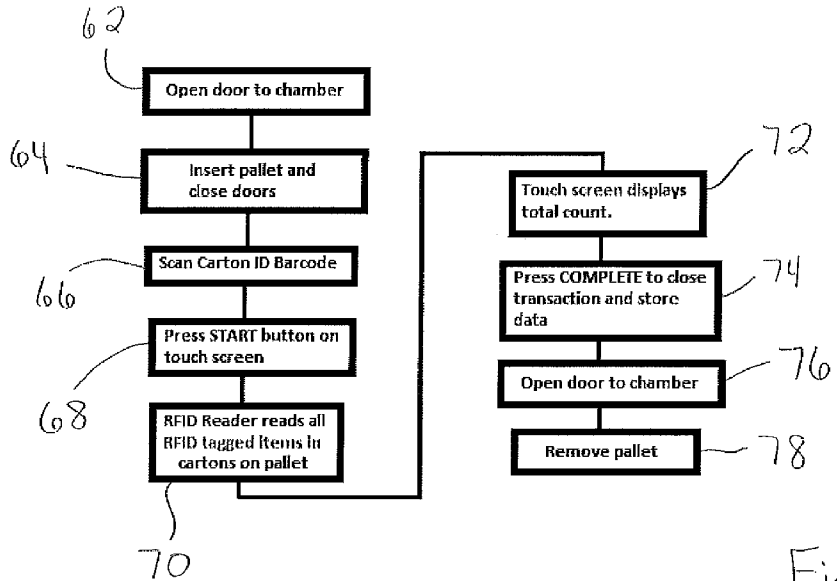 62
Open door to chamber
64
Insert pallet and
close doors
66
Scan Carton ID Barcode
68
Press START button on
touch screen
70
RFID Reader reads all
RFID tagged items in
cartons on pallet
72
Touch screen displays
total count.
74
Press COMPLETE to close
transaction and store
data
76
Open door to chamber
78
Remove pallet